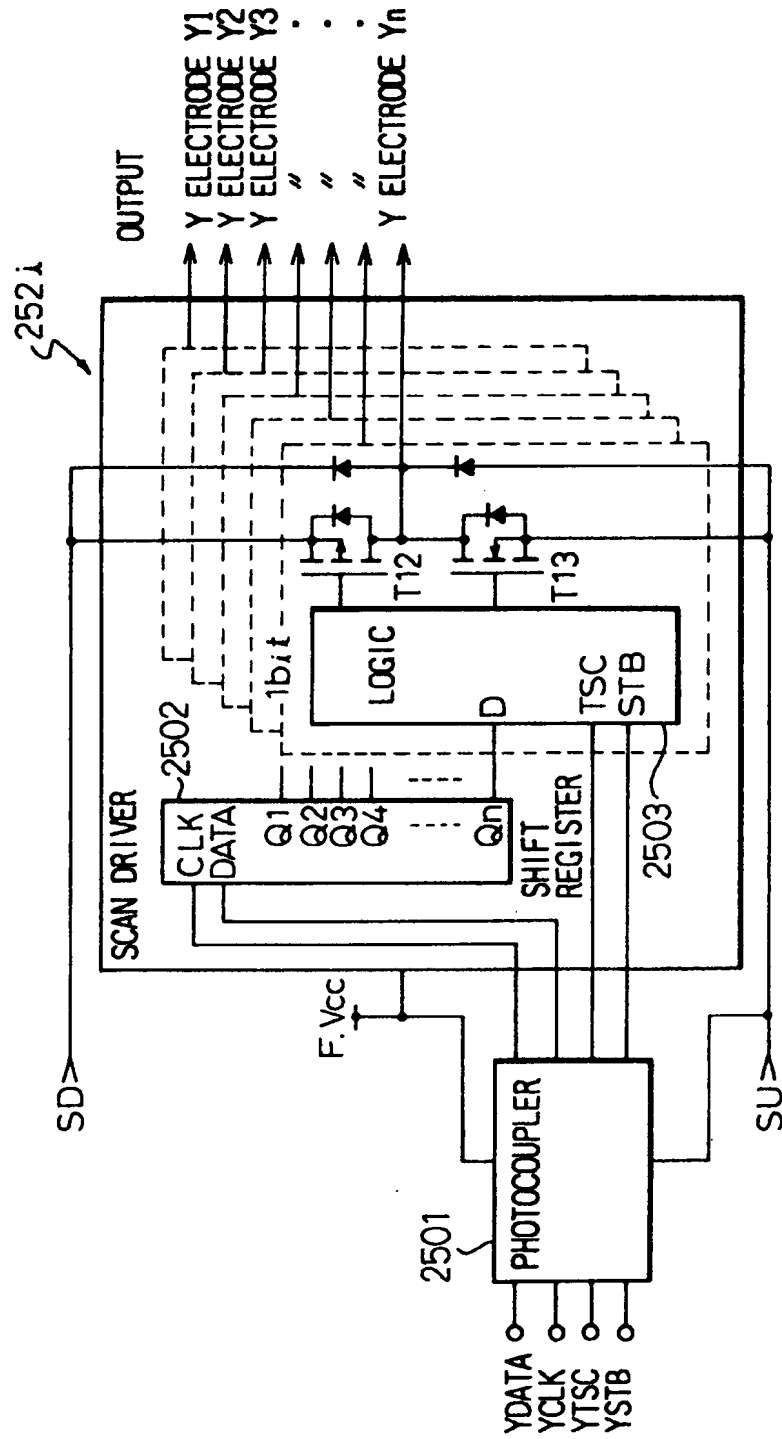 252i
OUTPUT
SCAN DRIVER
2502
CLK
DATA
Q1
Q2
Q3
Q4
Qn
SHIFT
REGISTER
1bit
LOGIC
D
TSC
STB
2503
T12
T13
Y ELECTRODE Y1
Y ELECTRODE Y2
Y ELECTRODE Y3
〃
〃
〃
Y ELECTRODE Yn
SD
F.Vcc
SU
2501
PHOTOCOUPLER
YDATA
YCLK
YTSC
YSTB